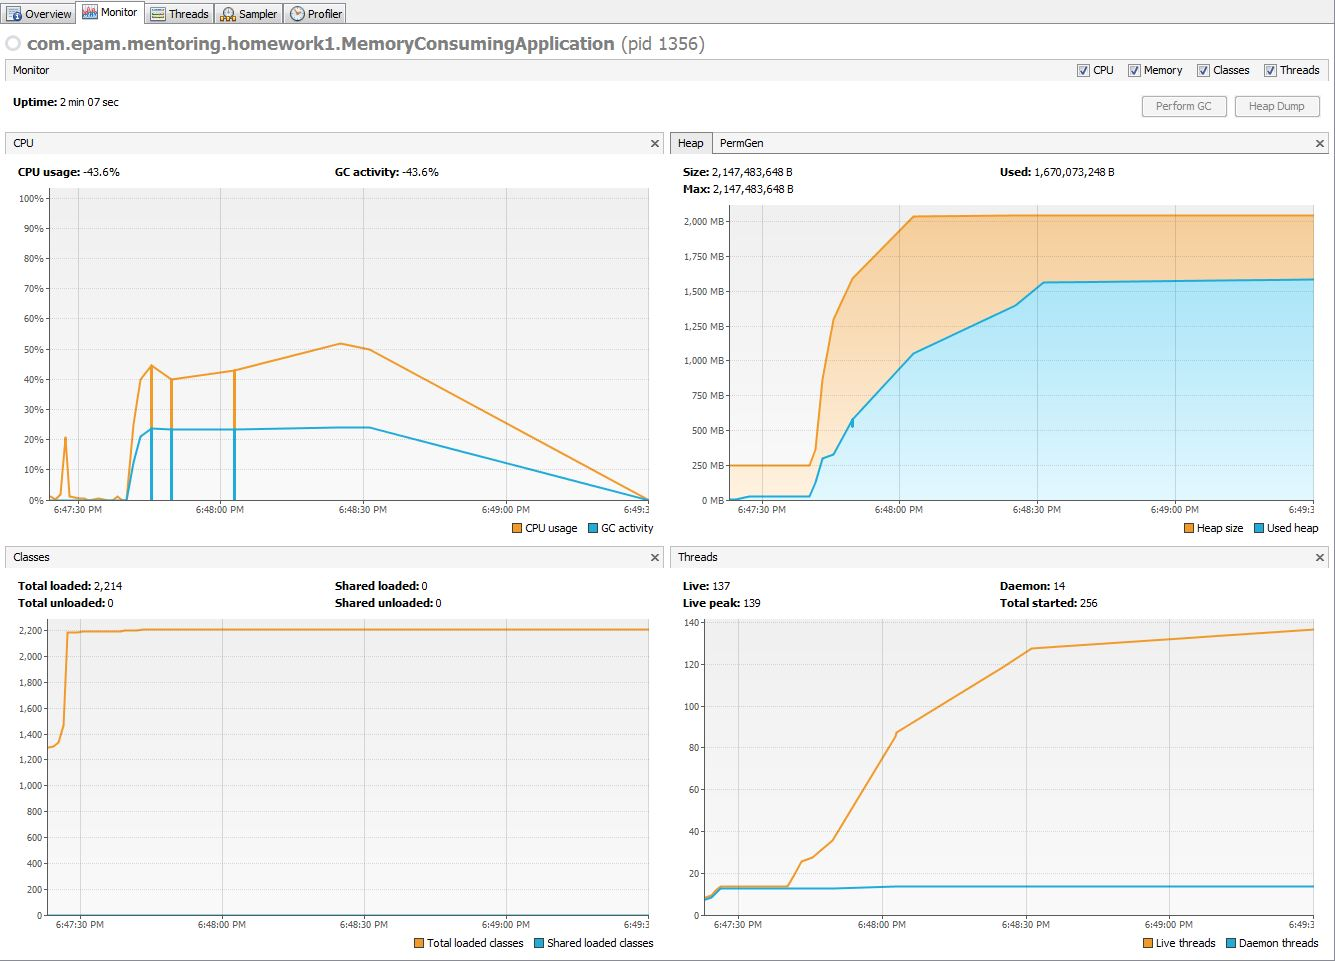 Overview Monitor Threads Sampler Profiler
com.epam.mentoring.homework1.MemoryConsumingApplication (pid 1356)
Monitor CPU Memory Classes Threads
Uptime: 2 min 07 sec
Perform GC Heap Dump
CPU
CPU usage: -43.6% GC activity: -43.6%
100%
90%
80%
70%
60%
50%
40%
30%
20%
10%
0%
6:47:30 PM 6:48:00 PM 6:48:30 PM 6:49:00 PM 6:49:3
CPU usage GC activity
Heap PermGen
Size: 2,147,483,648 B Used: 1,670,073,248 B
Max: 2,147,483,648 B
2,000 MB
1,750 MB
1,500 MB
1,250 MB
1,000 MB
750 MB
500 MB
250 MB
0 MB
6:47:30 PM 6:48:00 PM 6:48:30 PM 6:49:00 PM 6:49:3
Heap size Used heap
Classes
Total loaded: 2,214 Shared loaded: 0
Total unloaded: 0 Shared unloaded: 0
2,200
2,000
1,800
1,600
1,400
1,200
1,000
800
600
400
200
0
6:47:30 PM 6:48:00 PM 6:48:30 PM 6:49:00 PM 6:49:3
Total loaded classes Shared loaded classes
Threads
Live: 137 Daemon: 14
Live peak: 139 Total started: 256
140
120
100
80
60
40
20
0
6:47:30 PM 6:48:00 PM 6:48:30 PM 6:49:00 PM 6:49:3
Live threads Daemon threads